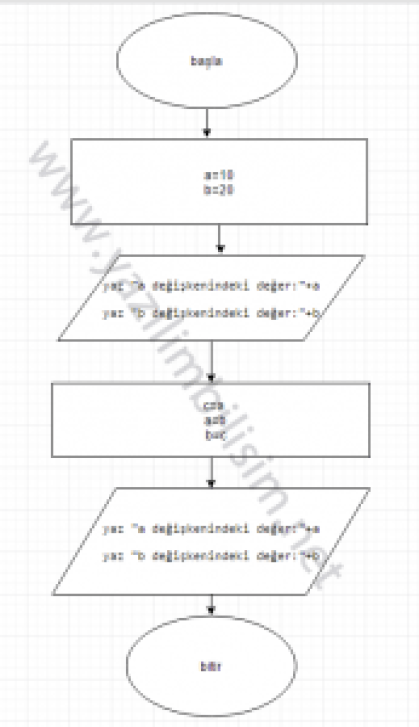 başla
a=10
b=20
yaz "a değişkenindeki değer:"+a
yaz "b değişkenindeki değer:"+b
c=a
a=b
b=c
yaz "a değişkenindeki değer:"+a
yaz "b değişkenindeki değer:"+b
bitir
www.yazilimbilisim.net